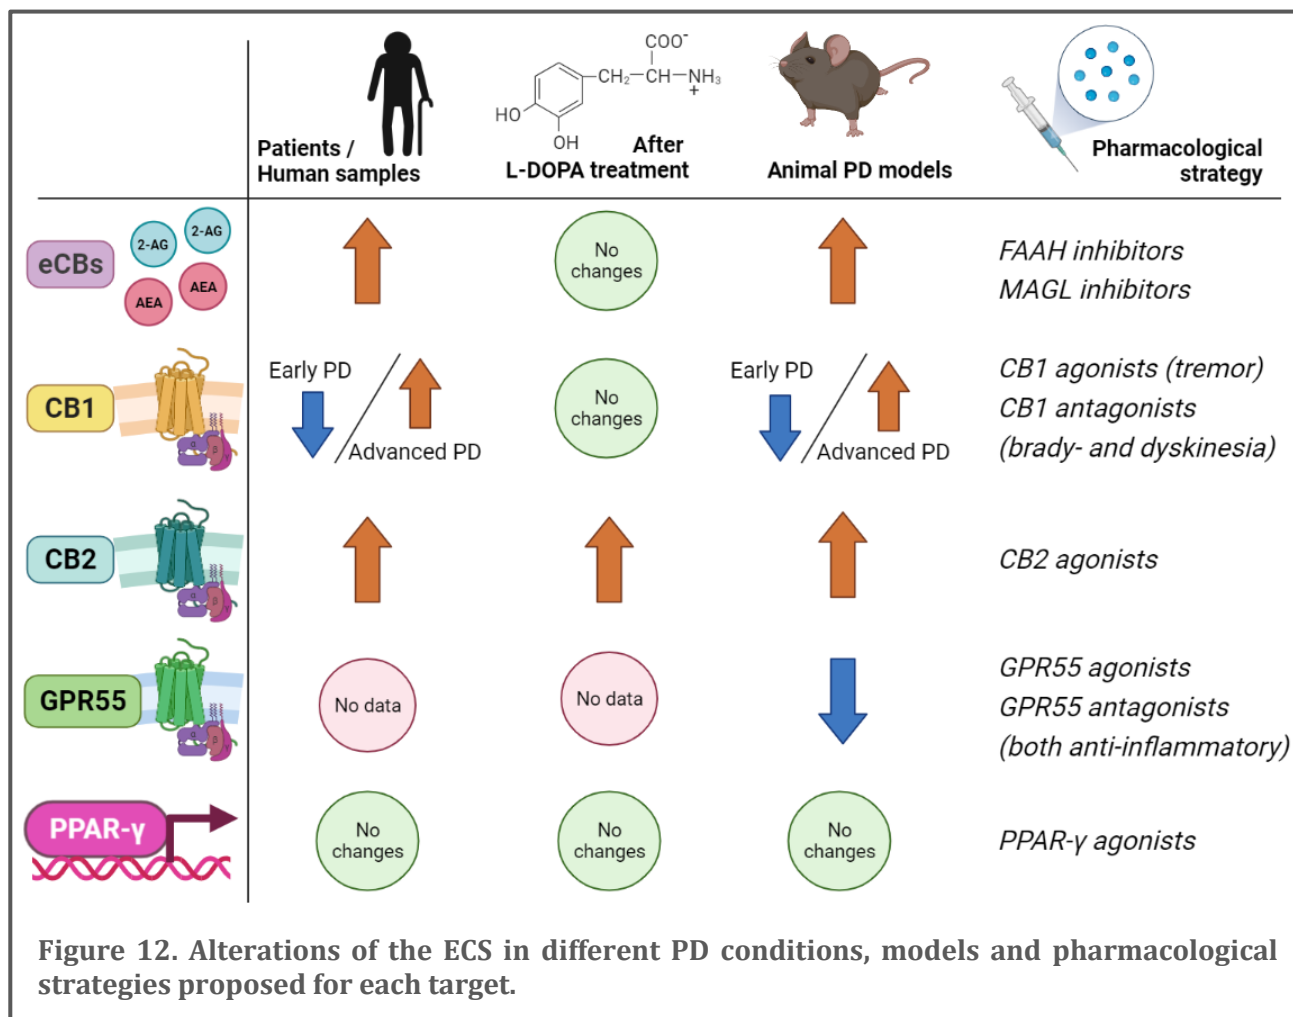 COO⁻
CH₂—CH—NH₃
+
HO
OH
Patients /
Human samples
After
L-DOPA treatment
Animal PD models
Pharmacological
strategy
eCBs
2-AG
2-AG
AEA
AEA
No
changes
FAAH inhibitors
MAGL inhibitors
CB1
α
β
γ
Early PD
Advanced PD
No
changes
Early PD
Advanced PD
CB1 agonists (tremor)
CB1 antagonists
(brady- and dyskinesia)
CB2
α
β
γ
CB2 agonists
GPR55
α
β
γ
No data
No data
GPR55 agonists
GPR55 antagonists
(both anti-inflammatory)
PPAR-γ
No
changes
No
changes
No
changes
PPAR-γ agonists
Figure 12. Alterations of the ECS in different PD conditions, models and pharmacological
strategies proposed for each target.